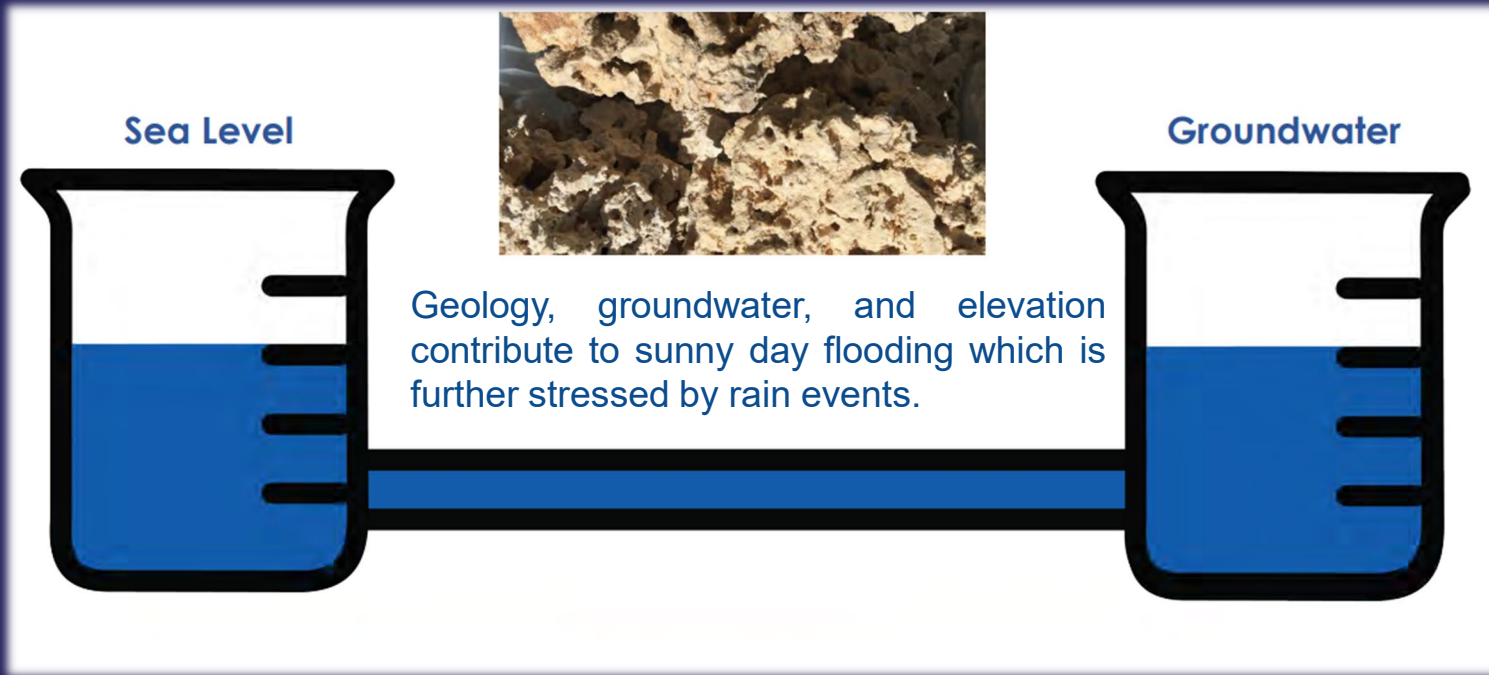 Sea Level
Groundwater
Geology, groundwater, and elevation
contribute to sunny day flooding which is
further stressed by rain events.